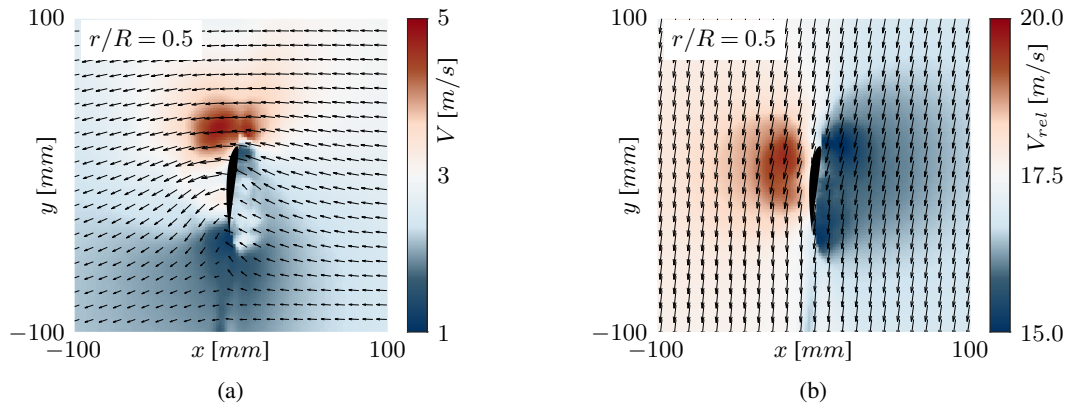 100
r/R = 0.5
y [mm]
−100
−100
x [mm]
100
5
3
1
V [m/s]
(a)
100
r/R = 0.5
y [mm]
−100
−100
x [mm]
100
20.0
17.5
15.0
V_rel [m/s]
(b)